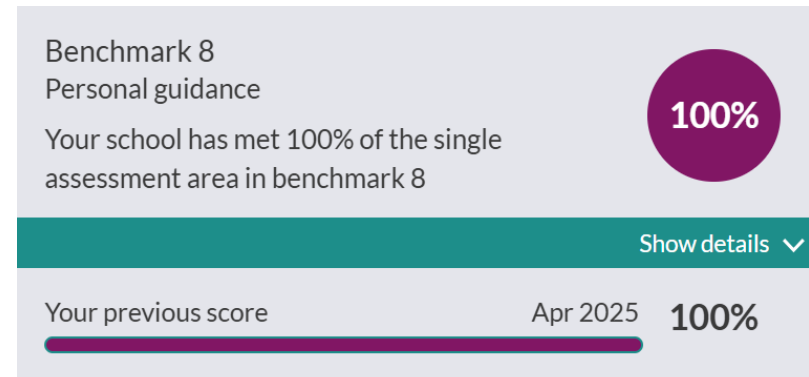 Benchmark 8
Personal guidance
100%
Your school has met 100% of the single
assessment area in benchmark 8
Show details
Your previous score Apr 2025 100%